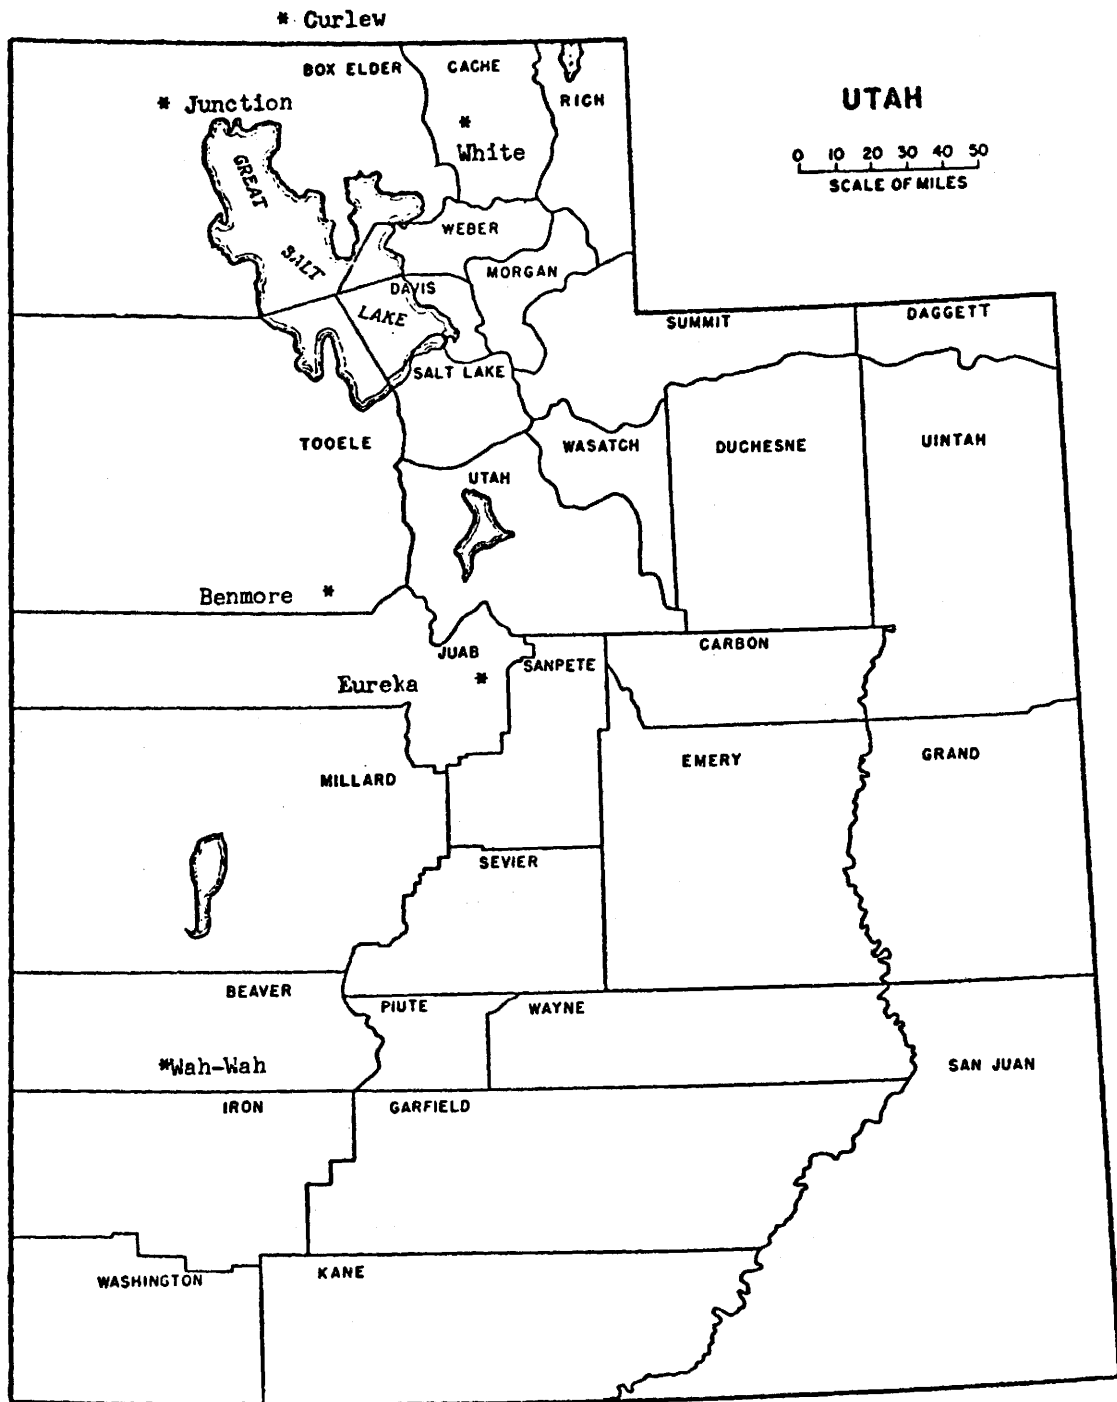 * Curlew
BOX ELDER
CACHE
RICH
UTAH
* Junction
*
White
0 10 20 30 40 50
SCALE OF MILES
GREAT
SALT
LAKE
WEBER
MORGAN
DAVIS
SUMMIT
DAGGETT
SALT LAKE
TOOELE
WASATCH
DUCHESNE
UINTAH
UTAH
Benmore *
JUAB
SANPETE
CARBON
Eureka *
MILLARD
EMERY
GRAND
SEVIER
BEAVER
PIUTE
WAYNE
*Wah-Wah
SAN JUAN
IRON
GARFIELD
WASHINGTON
KANE